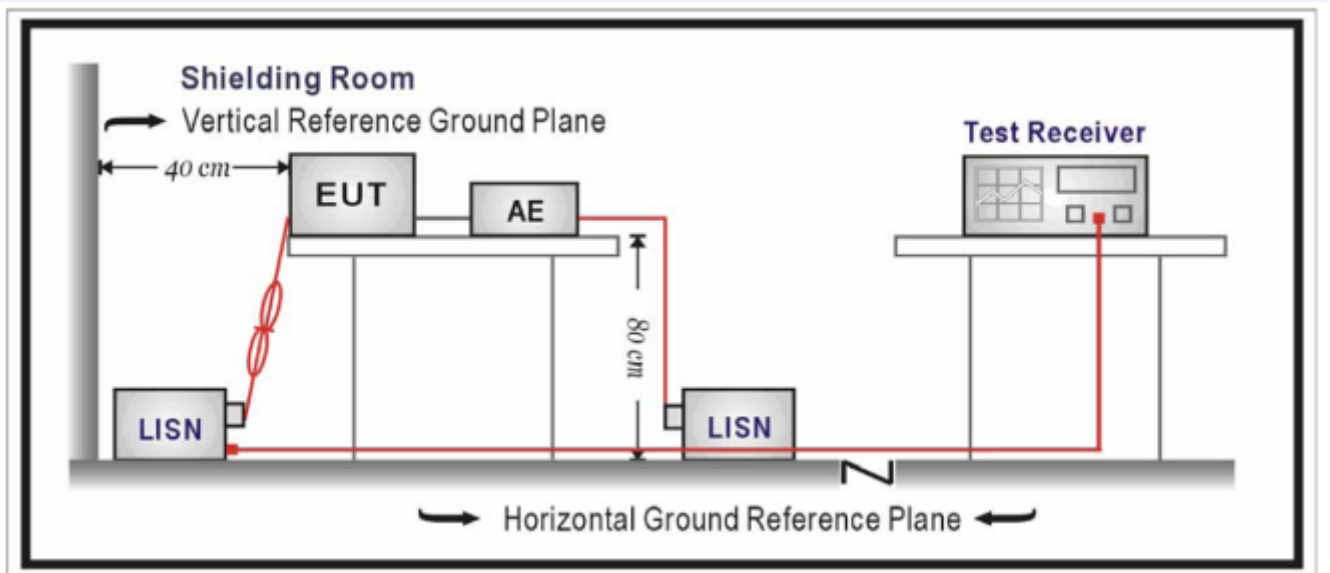 Shielding Room
Vertical Reference Ground Plane
Test Receiver
40 cm
EUT
AE
80 cm
LISN
LISN
Horizontal Ground Reference Plane